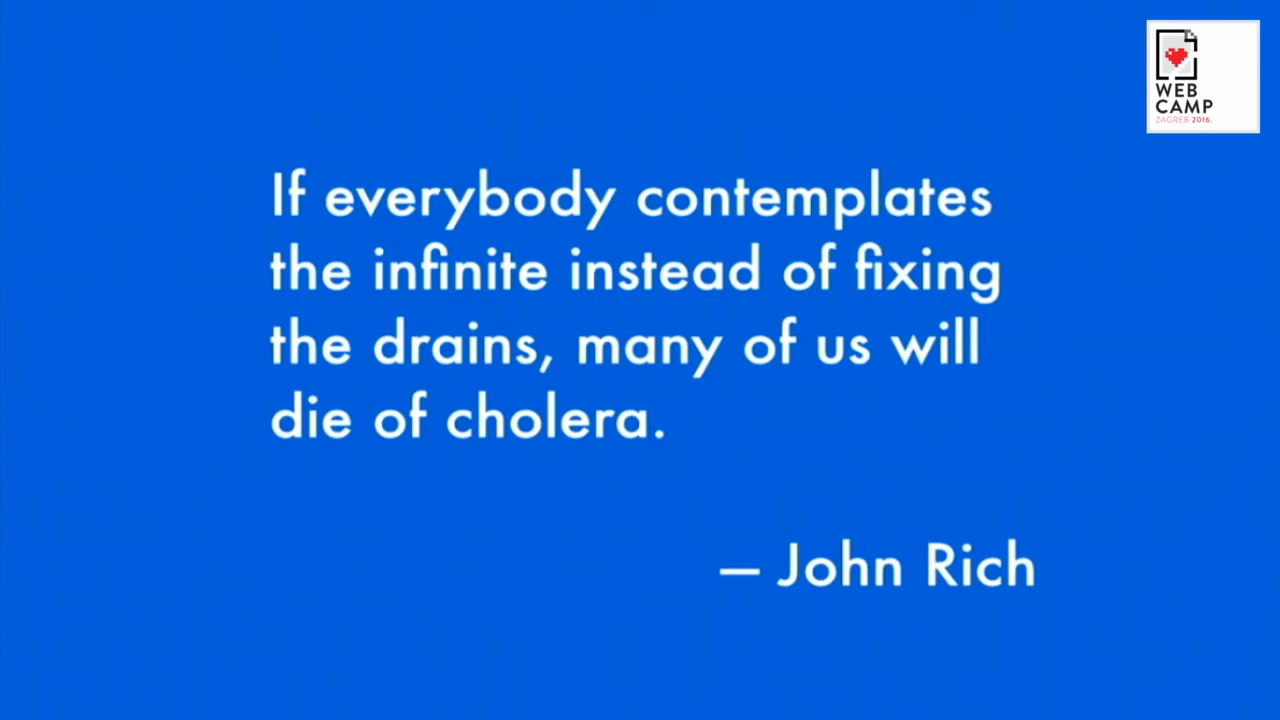 WEB
CAMP
ZAGREB 2016.
If everybody contemplates
the infinite instead of fixing
the drains, many of us will
die of cholera.
— John Rich